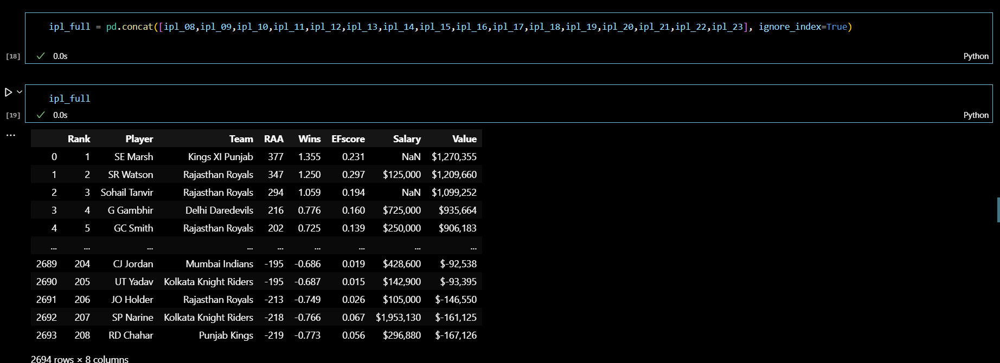 ipl_full = pd.concat([ipl_08,ipl_09,ipl_10,ipl_11,ipl_12,ipl_13,ipl_14,ipl_15,ipl_16,ipl_17,ipl_18,ipl_19,ipl_20,ipl_21,ipl_22,ipl_23], ignore_index=True)
[18] ✓ 0.0s Python
ipl_full
[19] ✓ 0.0s Python
...
Rank Player Team RAA Wins EFscore Salary Value
0 1 SE Marsh Kings XI Punjab 377 1.355 0.231 NaN $1,270,355
1 2 SR Watson Rajasthan Royals 347 1.250 0.297 $125,000 $1,209,660
2 3 Sohail Tanvir Rajasthan Royals 294 1.059 0.194 NaN $1,099,252
3 4 G Gambhir Delhi Daredevils 216 0.776 0.160 $725,000 $935,664
4 5 GC Smith Rajasthan Royals 202 0.725 0.139 $250,000 $906,183
... ... ... ... ... ... ... ... ...
2689 204 CJ Jordan Mumbai Indians -195 -0.686 0.019 $428,600 $-92,538
2690 205 UT Yadav Kolkata Knight Riders -195 -0.687 0.015 $142,900 $-93,395
2691 206 JO Holder Rajasthan Royals -213 -0.749 0.026 $105,000 $-146,550
2692 207 SP Narine Kolkata Knight Riders -218 -0.766 0.067 $1,953,130 $-161,125
2693 208 RD Chahar Punjab Kings -219 -0.773 0.056 $296,880 $-167,126
2694 rows × 8 columns